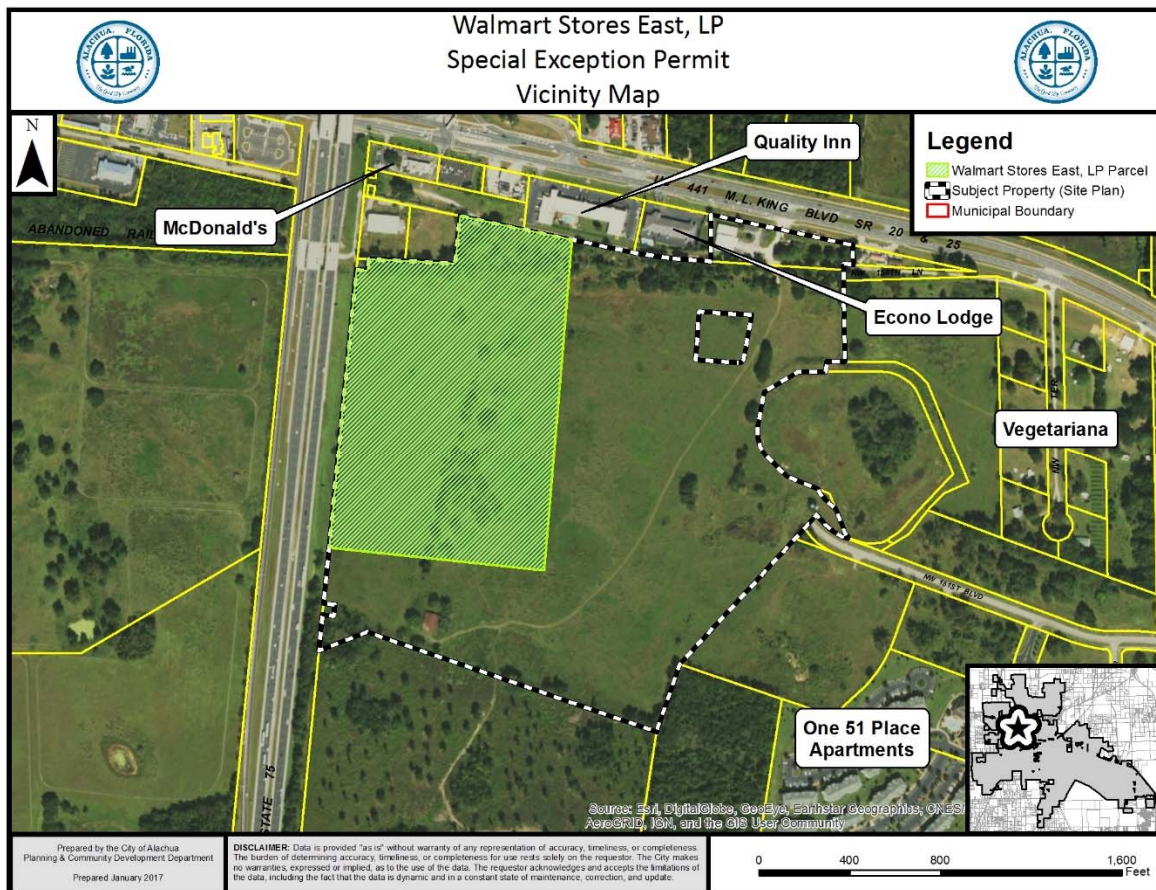 Walmart Stores East, LP
Special Exception Permit
Vicinity Map
ALACHUA, FLORIDA
ALACHUA, FLORIDA
N
Quality Inn
Legend
Walmart Stores East, LP Parcel
Subject Property (Site Plan)
Municipal Boundary
McDonald's
US 441 M.L. KING BLVD SR 20 & 25
ABANDONED
Econo Lodge
Vegetariana
NW 151ST BLVD
One 51 Place
Apartments
STATE 75
Source: Esri, DigitalGlobe, GeoEye, Earthstar Geographics,
AeroGRID, IGN, and the GIS User Community
Prepared by the City of Alachua
Planning & Community Development Department
Prepared January 2017
DISCLAIMER: Data is provided "as is" without warranty of any representation of accuracy, timeliness, or completeness.
The burden of determining accuracy, timeliness, or completeness for use rests solely on the requestor. The City makes
no warranties, expressed or implied, as to the use of the data. The requestor acknowledges and accepts the limitations of
the data, including the fact that the data is dynamic and in a constant state of maintenance, correction, and update.
0 400 800 1,600
Feet